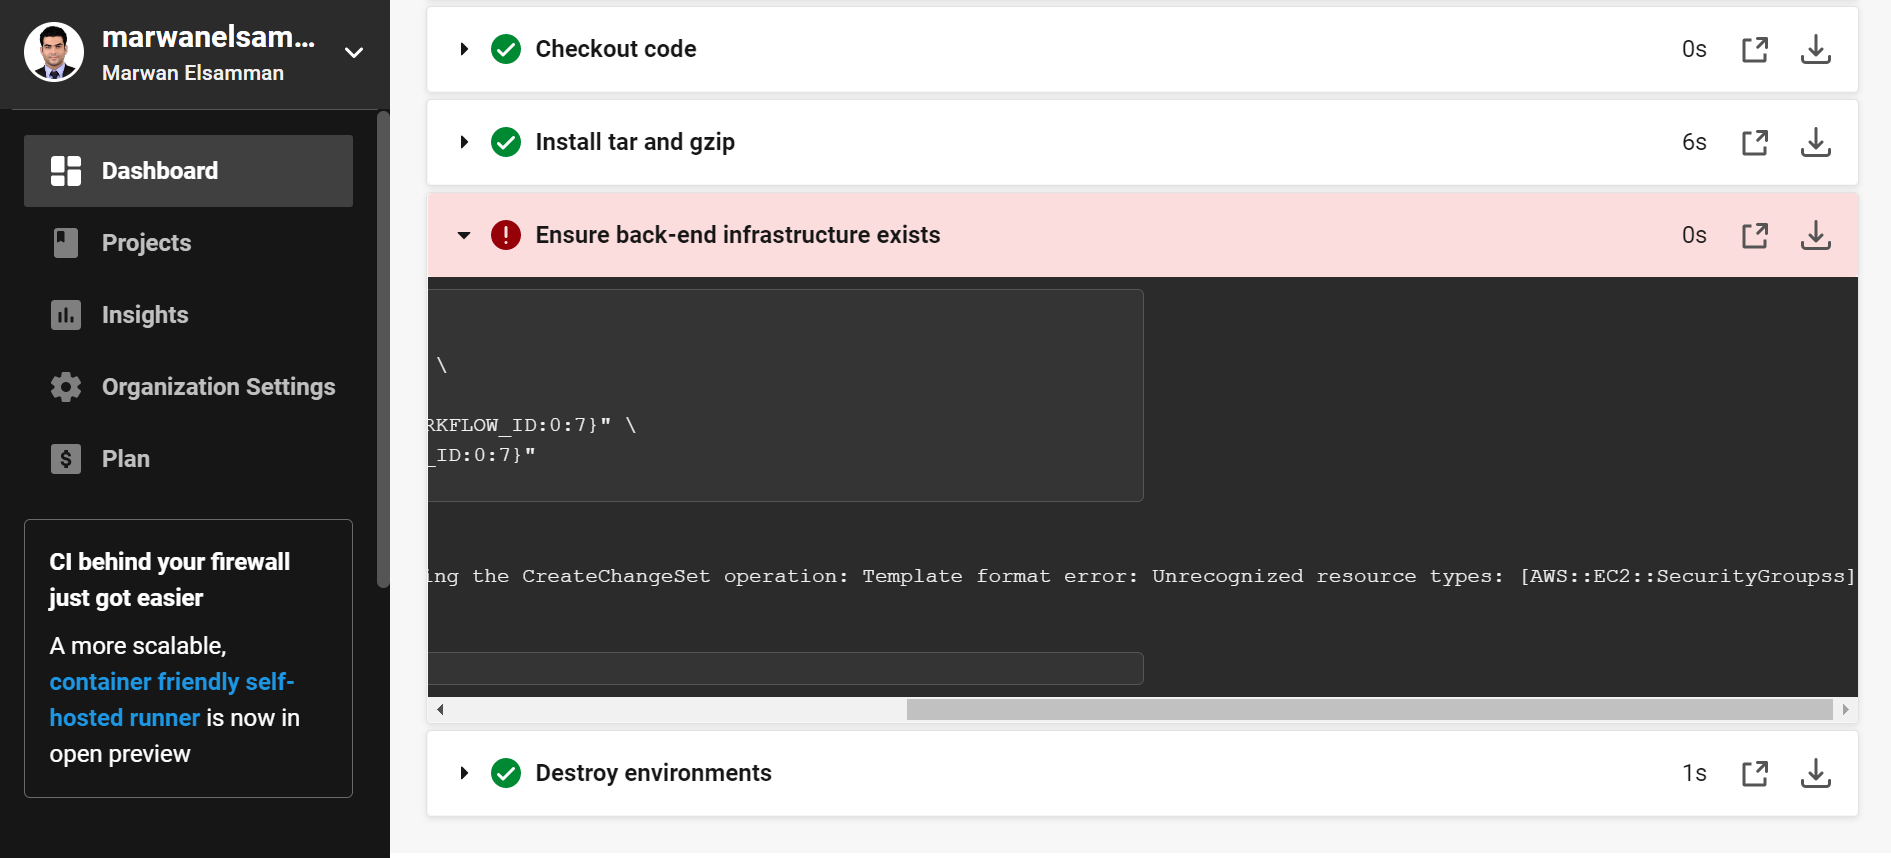 marwanelsam...
Marwan Elsamman
Dashboard
Projects
Insights
Organization Settings
Plan
CI behind your firewall
just got easier
A more scalable,
container friendly self-
hosted runner is now in
open preview
Checkout code 0s
Install tar and gzip 6s
Ensure back-end infrastructure exists 0s
\
RKFLOW_ID:0:7}" \
_ID:0:7}"
ing the CreateChangeSet operation: Template format error: Unrecognized resource types: [AWS::EC2::SecurityGroupss]
Destroy environments 1s